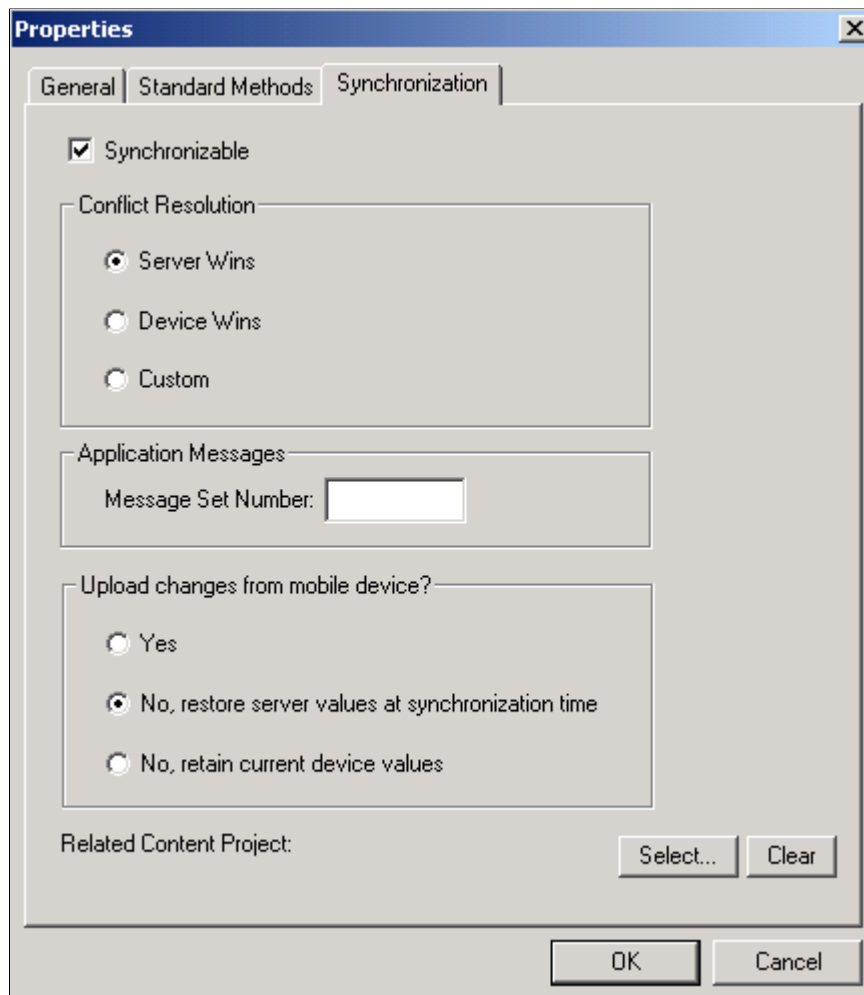 Properties
General Standard Methods Synchronization
Synchronizable
Conflict Resolution
Server Wins
Device Wins
Custom
Application Messages
Message Set Number:
Upload changes from mobile device?
Yes
No, restore server values at synchronization time
No, retain current device values
Related Content Project: Select... Clear
OK Cancel